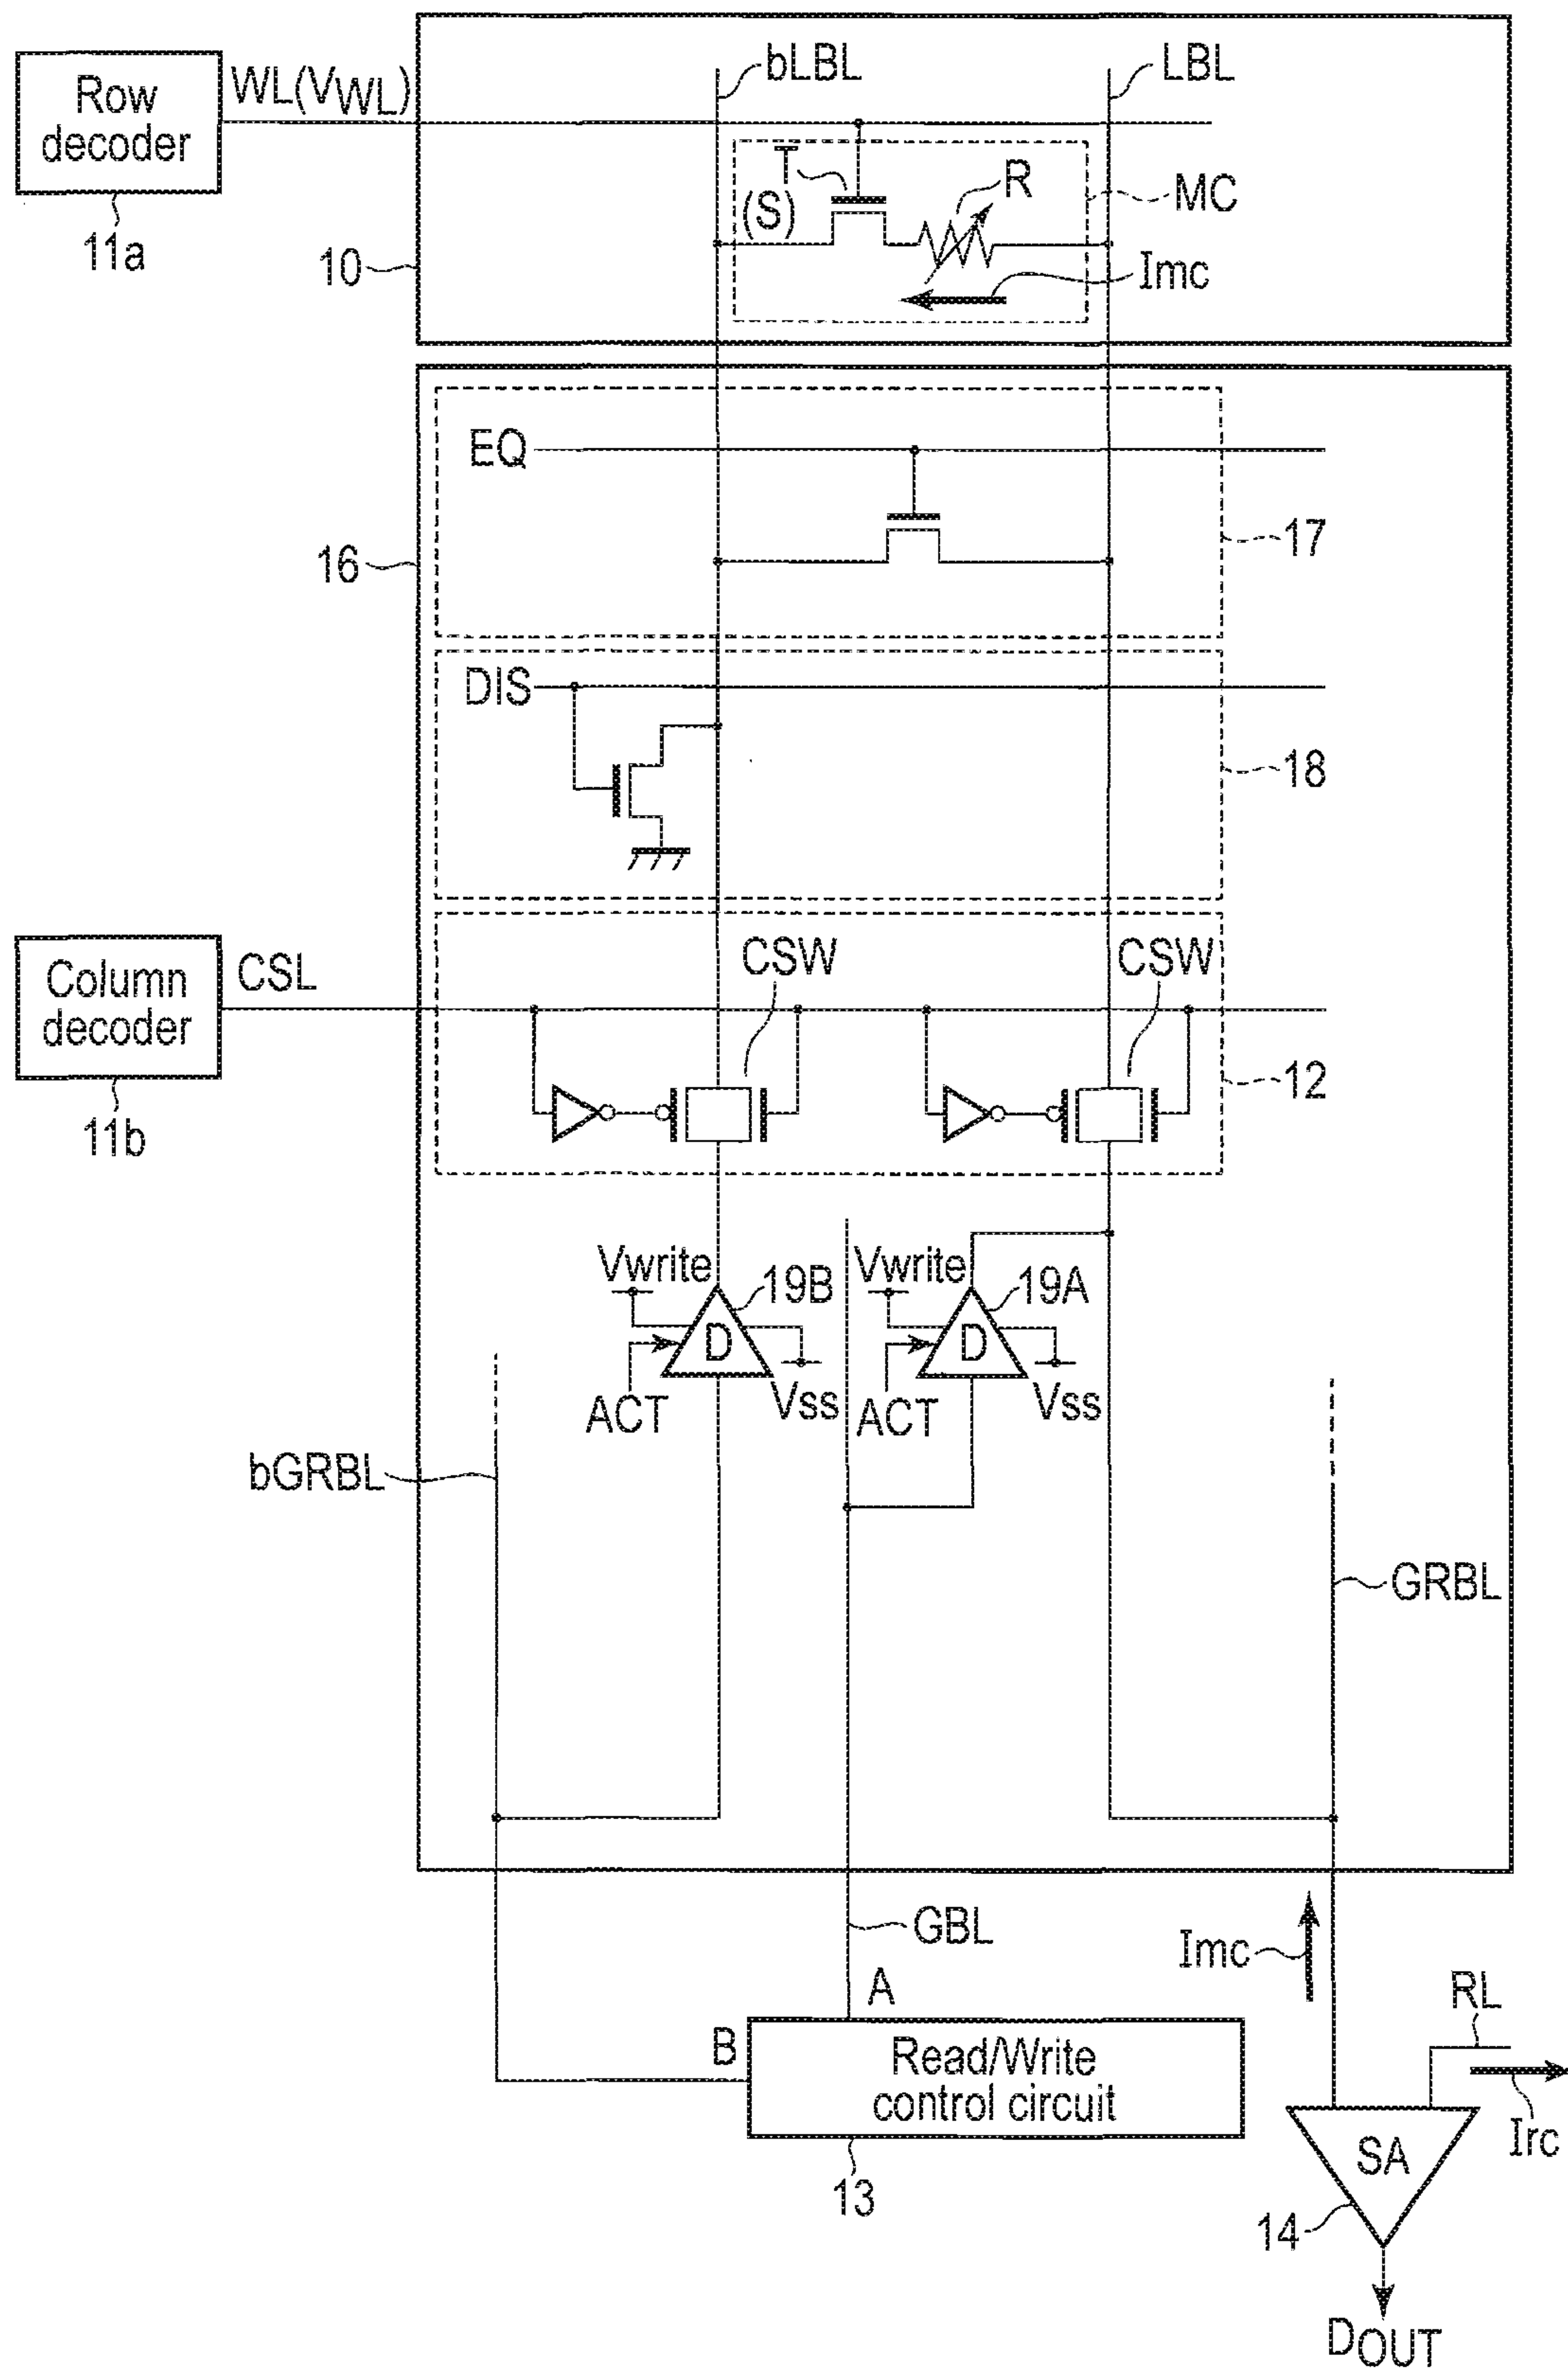 bLBL
LBL
Row
decoder
WL(VWL)
11a
T
(S)
R
MC
10
Imc
EQ
16
17
DIS
18
Column
decoder
CSL
CSW
CSW
11b
12
Vwrite
19B
Vwrite
19A
D
D
ACT
Vss
ACT
Vss
bGRBL
GRBL
GBL
Imc
A
RL
B
Read/Write
control circuit
Irc
SA
13
14
DOUT